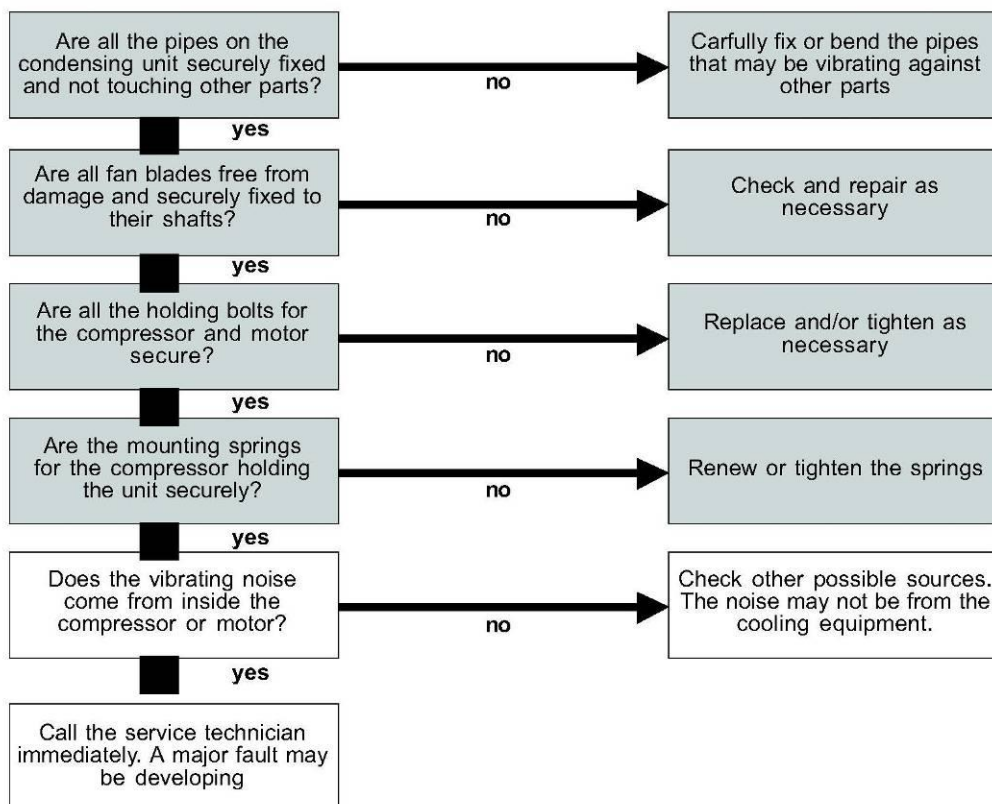 Are all the pipes on the
condensing unit securely fixed
and not touching other parts?
no
Carfully fix or bend the pipes
that may be vibrating against
other parts
yes
Are all fan blades free from
damage and securely fixed to
their shafts?
no
Check and repair as
necessary
yes
Are all the holding bolts for
the compressor and motor
secure?
no
Replace and/or tighten as
necessary
yes
Are the mounting springs
for the compressor holding
the unit securely?
no
Renew or tighten the springs
yes
Does the vibrating noise
come from inside the
compressor or motor?
no
Check other possible sources.
The noise may not be from the
cooling equipment.
yes
Call the service technician
immediately. A major fault may
be developing